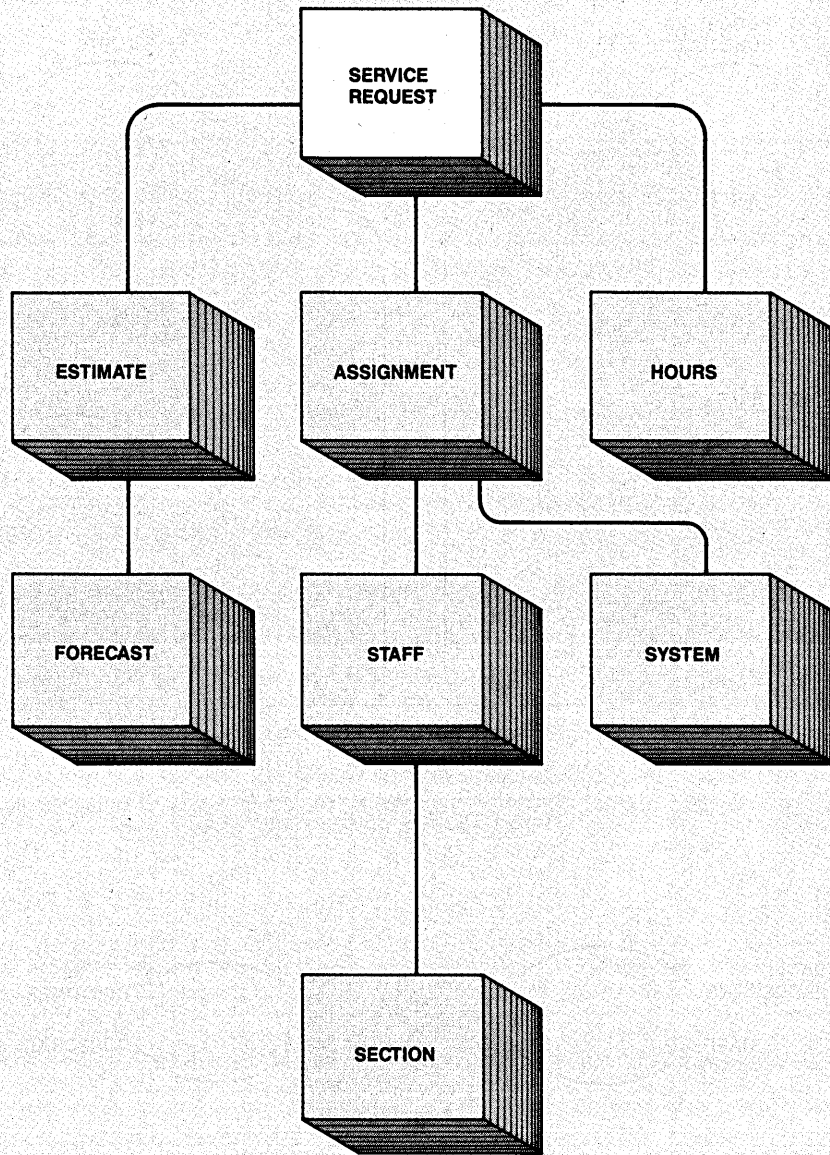 SERVICE
REQUEST
ESTIMATE
ASSIGNMENT
HOURS
FORECAST
STAFF
SYSTEM
SECTION